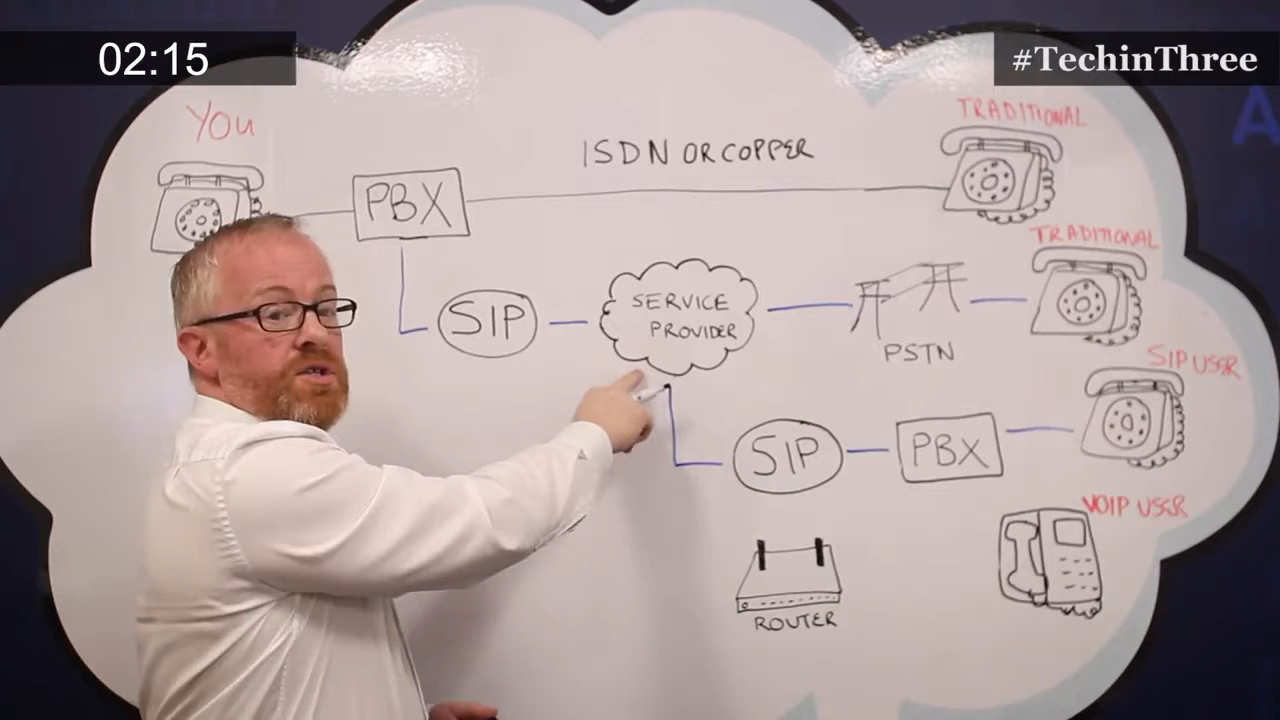 02:15
#TechinThree
YOU
TRADITIONAL
ISDN OR COPPER
PBX
TRADITIONAL
SIP
SERVICE
PROVIDER
PSTN
SIP USER
SIP
PBX
VOIP USER
ROUTER
A